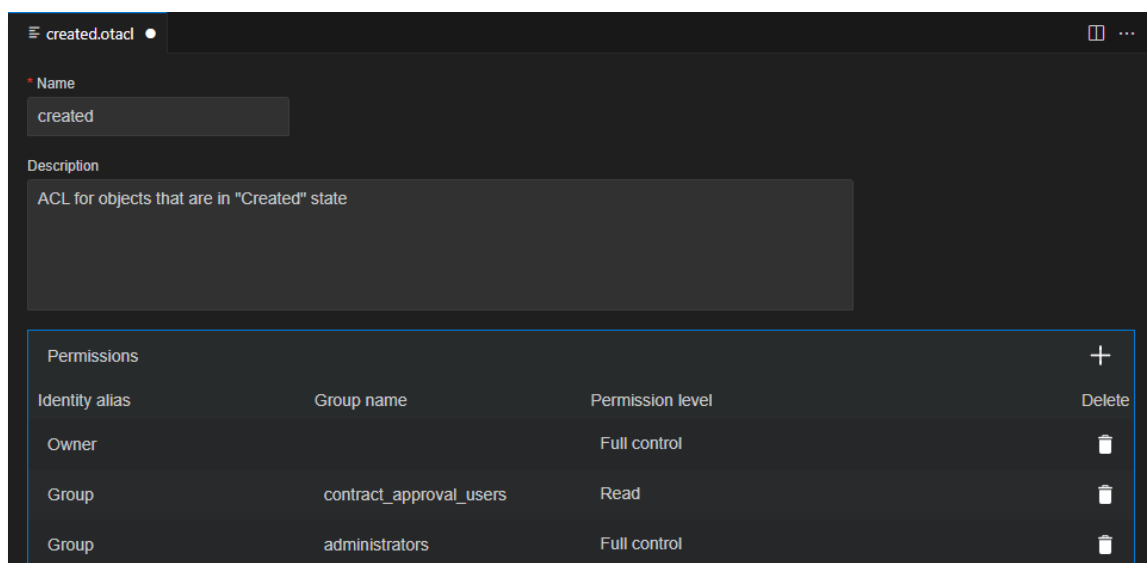 created.otacl
* Name
created
Description
ACL for objects that are in "Created" state
Permissions
Identity alias Group name Permission level Delete
Owner Full control
Group contract_approval_users Read
Group administrators Full control